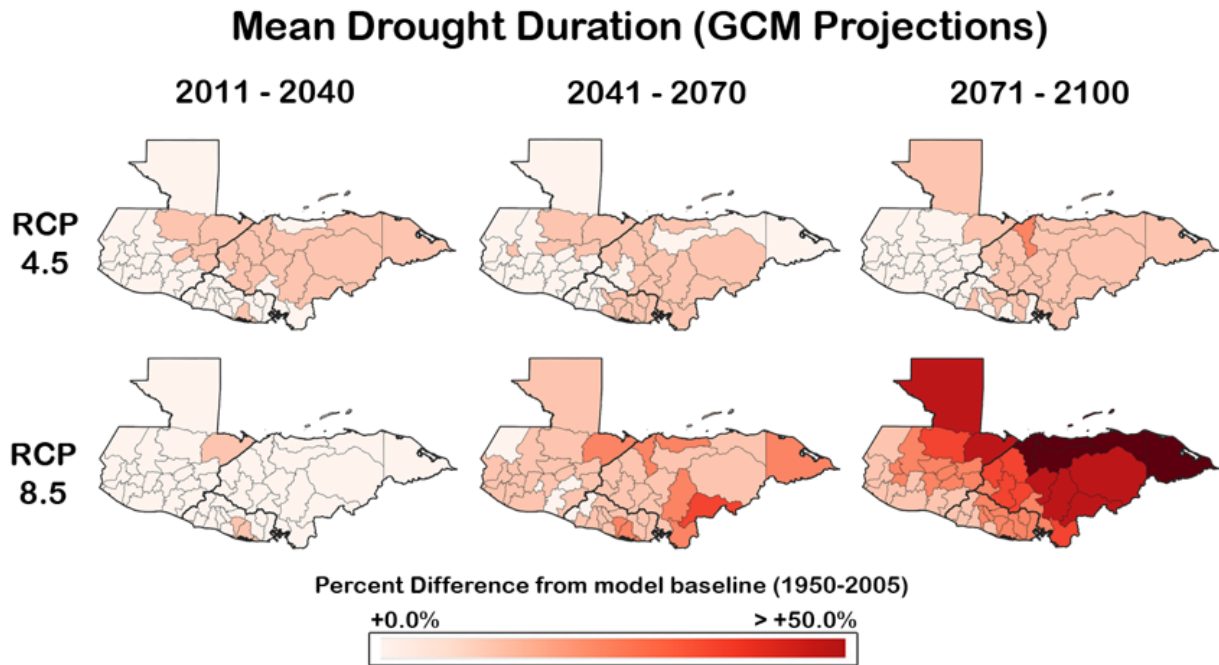 Mean Drought Duration (GCM Projections)
2011 - 2040
2041 - 2070
2071 - 2100
RCP
4.5
RCP
8.5
Percent Difference from model baseline (1950-2005)
+0.0%
> +50.0%